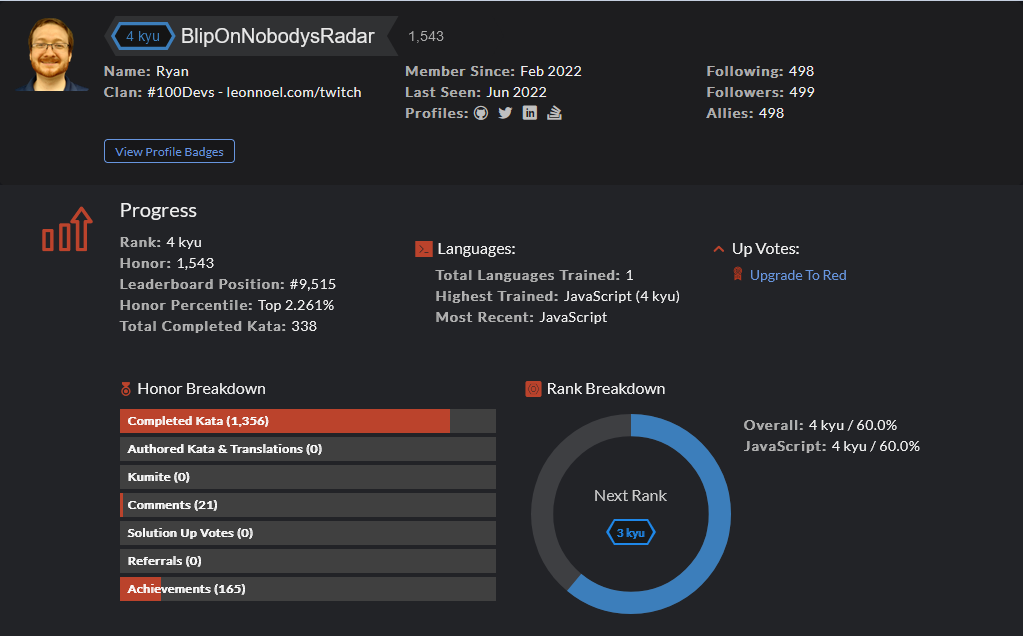 4 kyu BlipOnNobodysRadar 1,543
Name: Ryan
Clan: #100Devs - leonnoel.com/twitch
Member Since: Feb 2022
Last Seen: Jun 2022
Profiles:
Following: 498
Followers: 499
Allies: 498
View Profile Badges
Progress
Rank: 4 kyu
Honor: 1,543
Leaderboard Position: #9,515
Honor Percentile: Top 2.261%
Total Completed Kata: 338
Languages:
Total Languages Trained: 1
Highest Trained: JavaScript (4 kyu)
Most Recent: JavaScript
Up Votes:
Upgrade To Red
Honor Breakdown
Completed Kata (1,356)
Authored Kata & Translations (0)
Kumite (0)
Comments (21)
Solution Up Votes (0)
Referrals (0)
Achievements (165)
Rank Breakdown
Next Rank
3 kyu
Overall: 4 kyu / 60.0%
JavaScript: 4 kyu / 60.0%